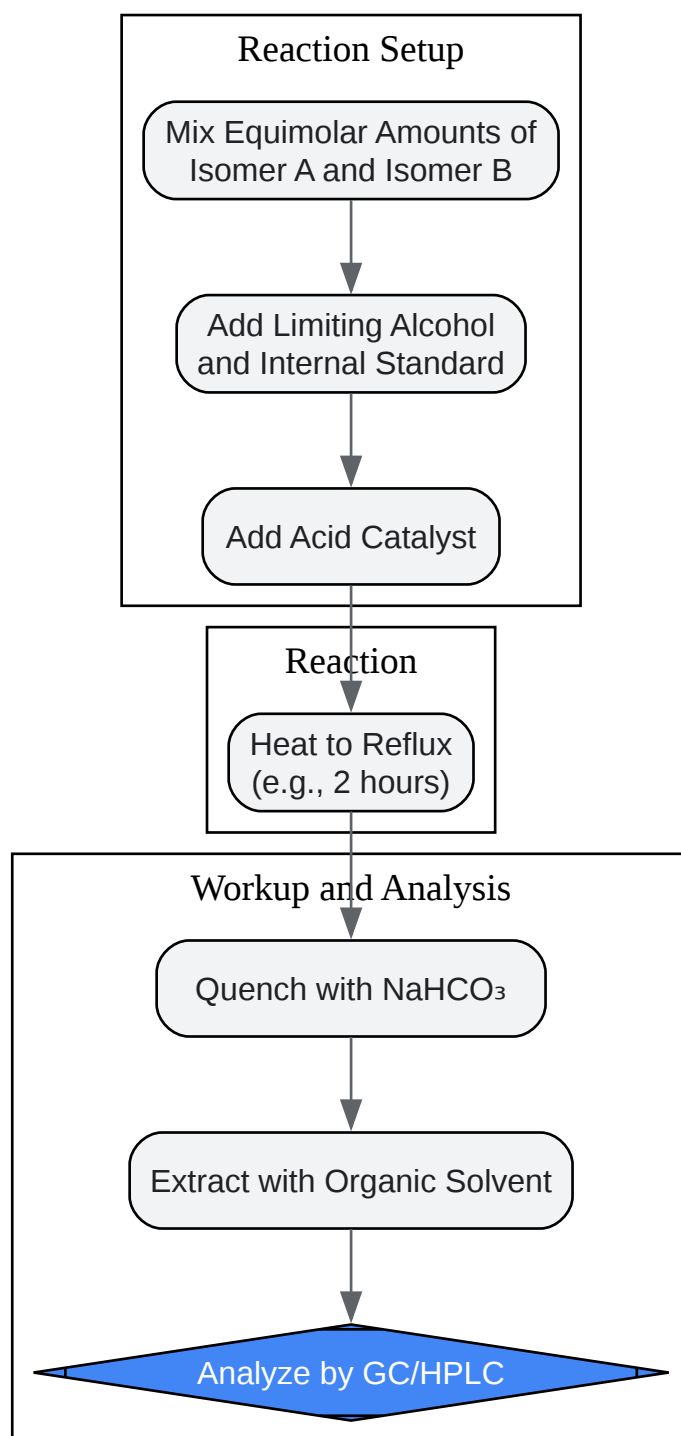 Reaction Setup
Mix Equimolar Amounts of
Isomer A and Isomer B
Add Limiting Alcohol
and Internal Standard
Add Acid Catalyst
Reaction
Heat to Reflux
(e.g., 2 hours)
Workup and Analysis
Quench with NaHCO₃
Extract with Organic Solvent
Analyze by GC/HPLC